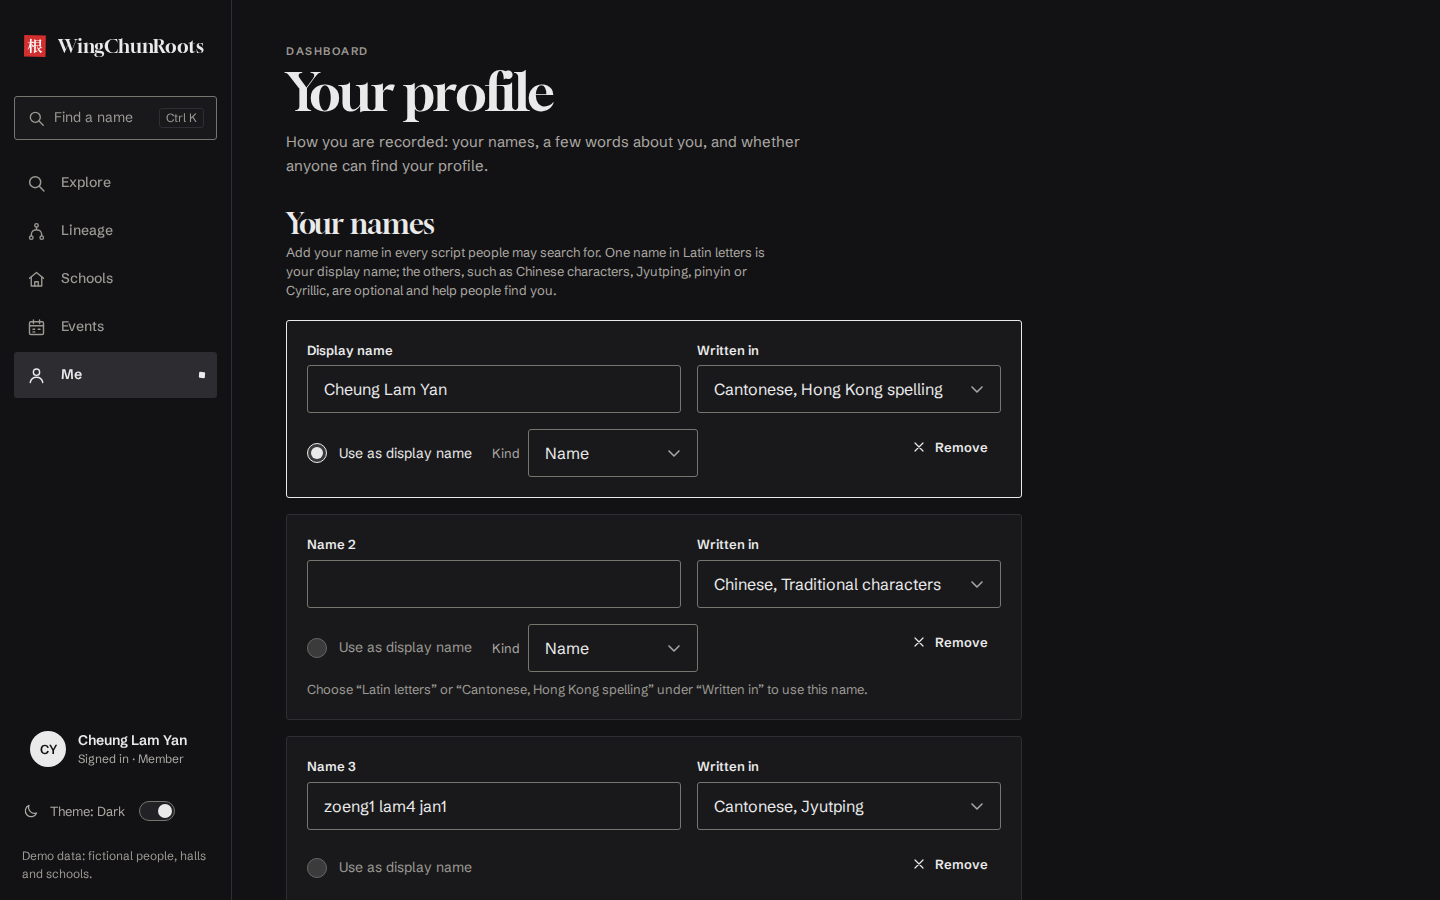 根 WingChunRoots
Find a name Ctrl K
Explore
Lineage
Schools
Events
Me
CY
Cheung Lam Yan
Signed in · Member
Theme: Dark
Demo data: fictional people, halls
and schools.
DASHBOARD
Your profile
How you are recorded: your names, a few words about you, and whether
anyone can find your profile.
Your names
Add your name in every script people may search for. One name in Latin letters is
your display name; the others, such as Chinese characters, Jyutping, pinyin or
Cyrillic, are optional and help people find you.
Display name Written in
Cheung Lam Yan Cantonese, Hong Kong spelling
Use as display name Kind Name Remove
Name 2 Written in
Chinese, Traditional characters
Use as display name Kind Name Remove
Choose “Latin letters” or “Cantonese, Hong Kong spelling” under “Written in” to use this name.
Name 3 Written in
zoeng1 lam4 jan1 Cantonese, Jyutping
Use as display name Remove